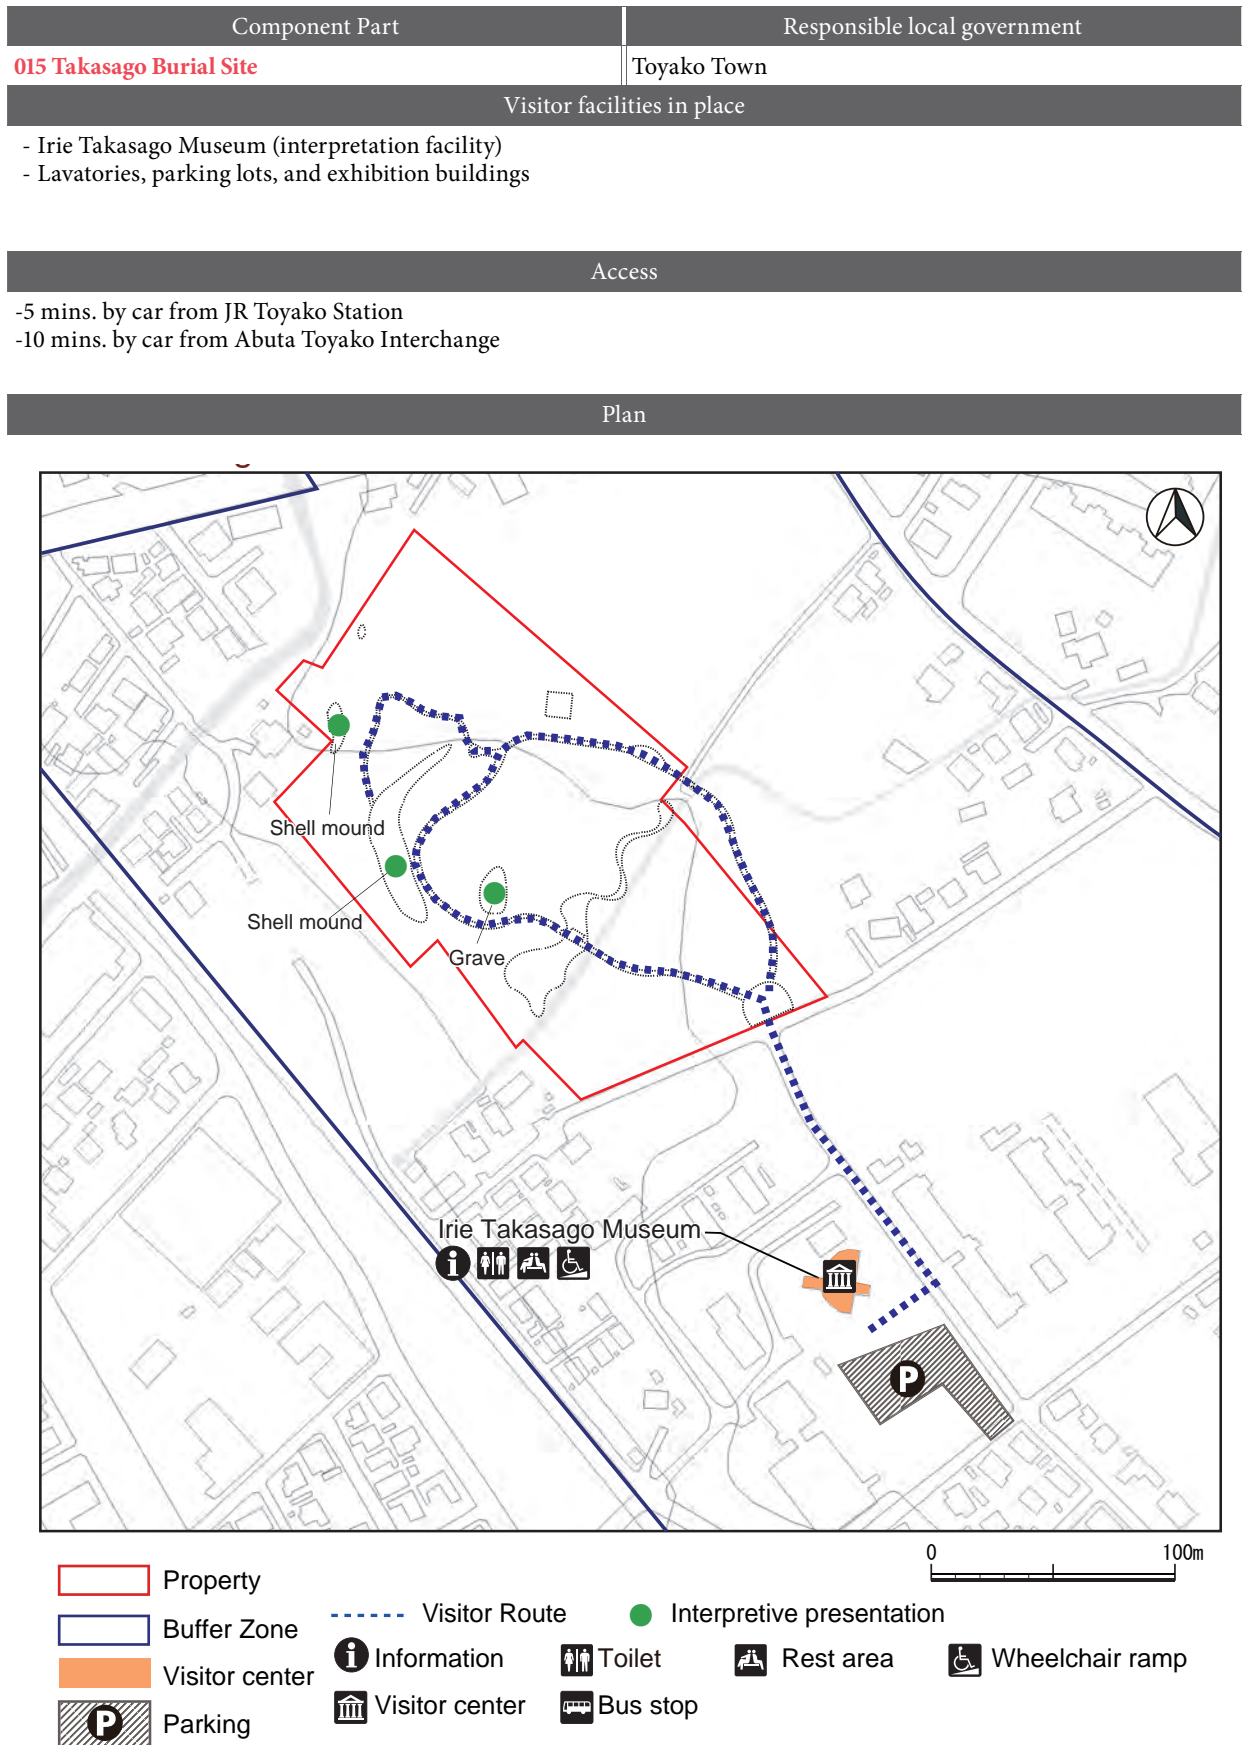 Component Part
Responsible local government
015 Takasago Burial Site
Toyako Town
Visitor facilities in place
- Irie Takasago Museum (interpretation facility)
- Lavatories, parking lots, and exhibition buildings
Access
-5 mins. by car from JR Toyako Station
-10 mins. by car from Abuta Toyako Interchange
Plan
Shell mound
Shell mound
Grave
Irie Takasago Museum
i
P
0
100m
Property
Buffer Zone
Visitor Route
Interpretive presentation
Visitor center
i Information
Toilet
Rest area
Wheelchair ramp
P Parking
Visitor center
Bus stop